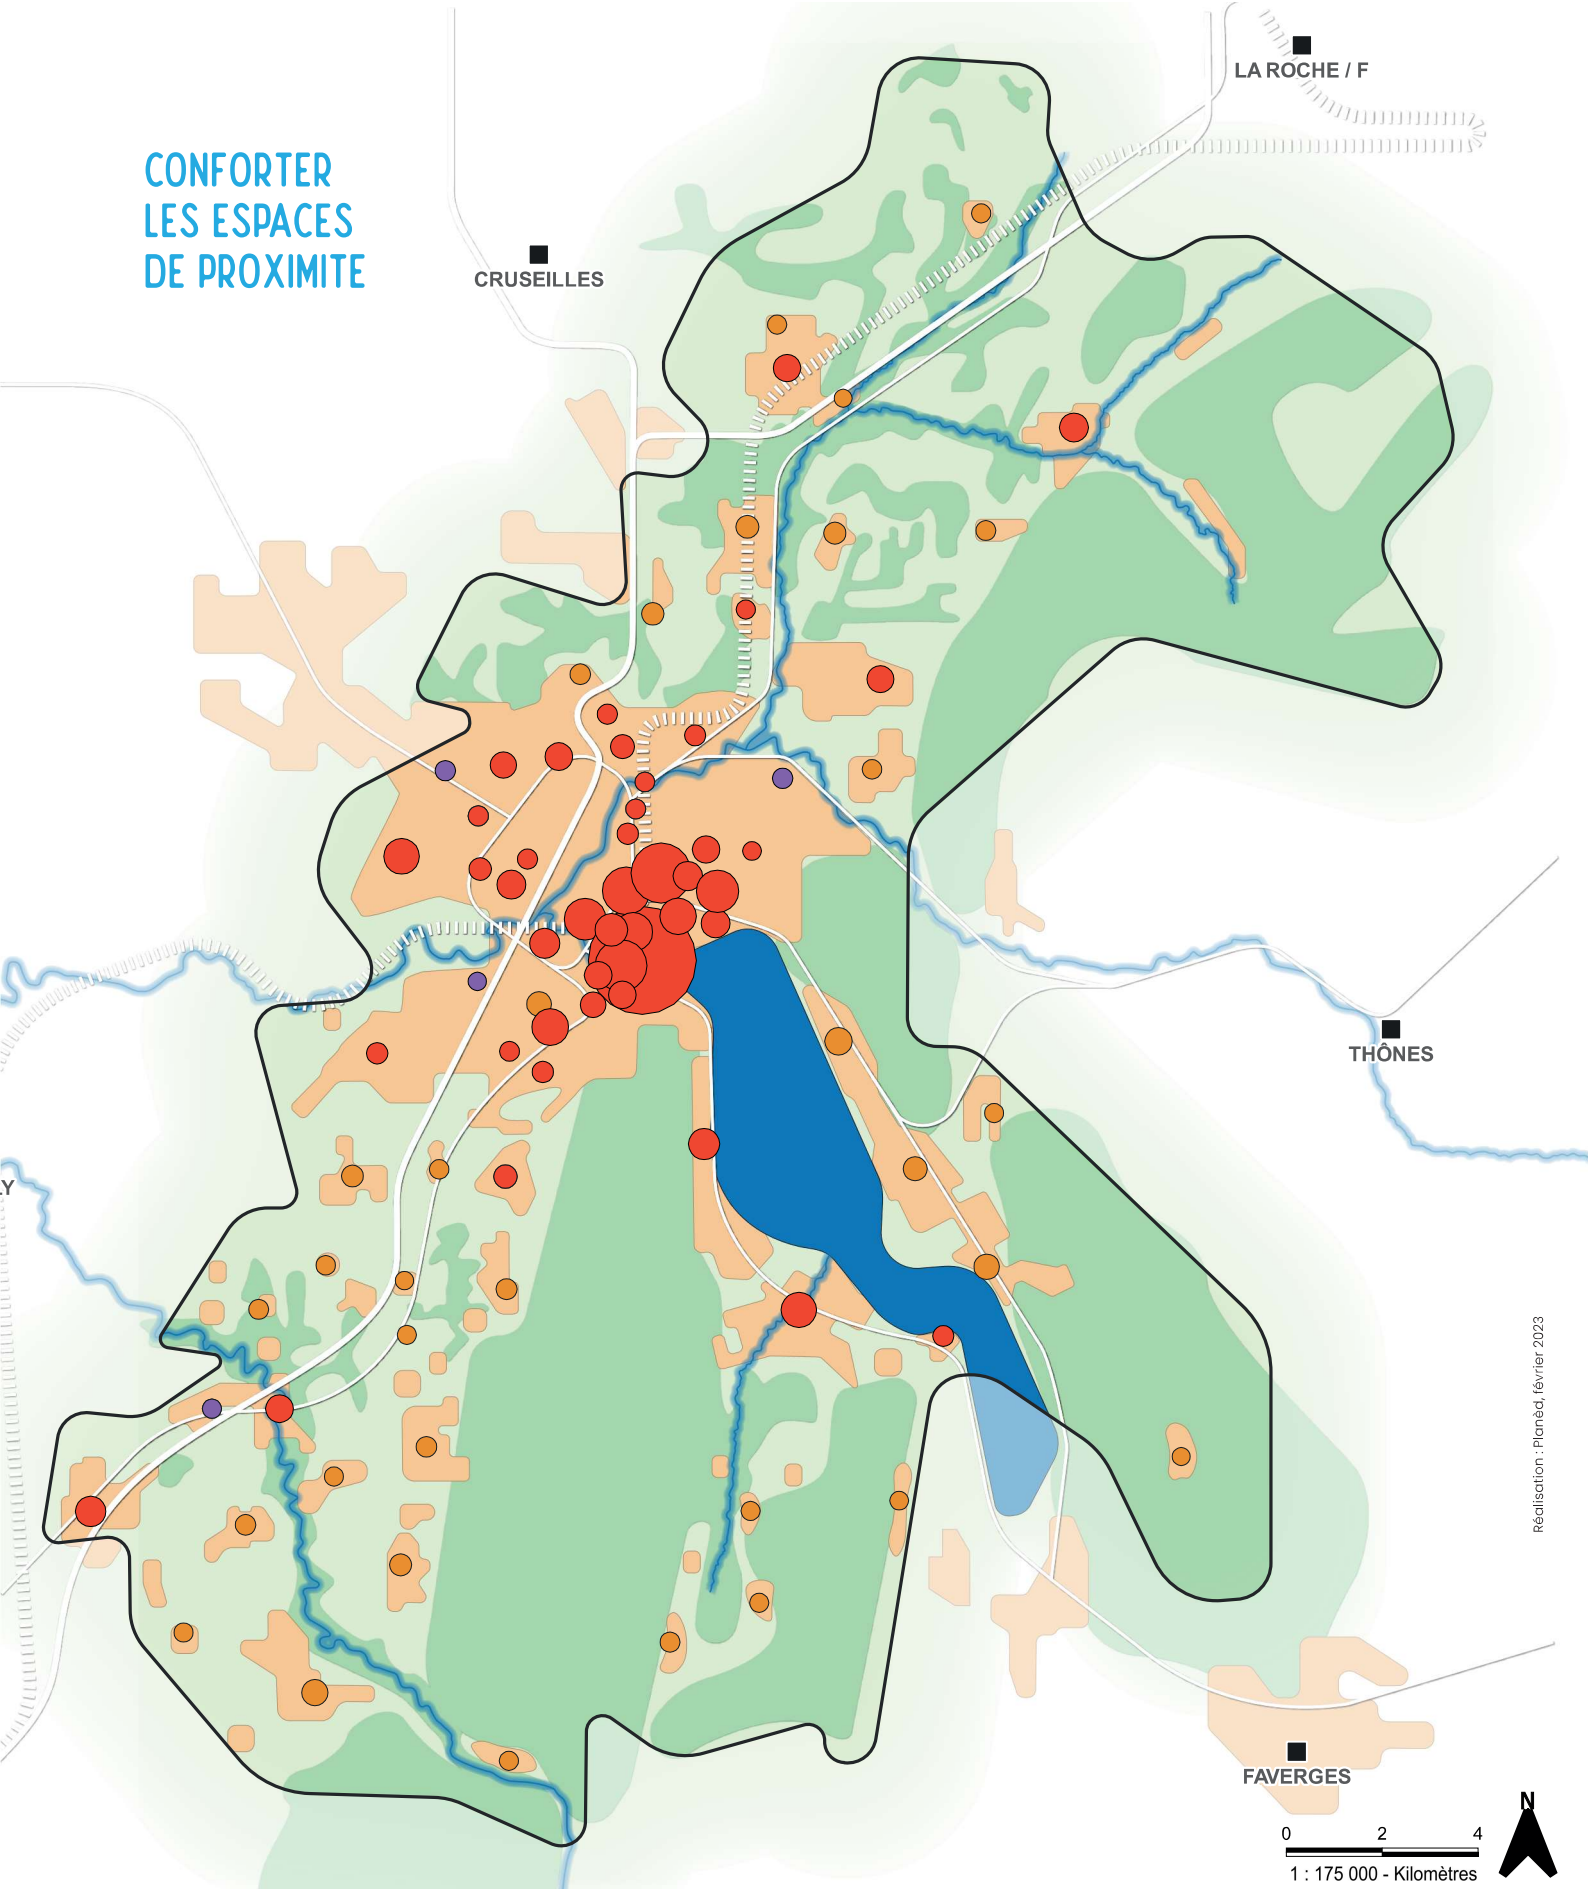 LA ROCHE / F
CONFORTER
LES ESPACES
DE PROXIMITE
CRUSEILLES
THÔNES
LY
Réalisation : Planèd, février 2023
FAVERGES
N
0 2 4
1 : 175 000 - Kilomètres